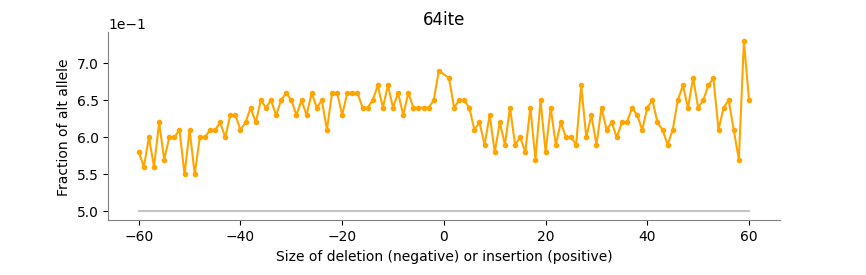 64ite
1e−1
7.0
6.5
6.0
5.5
5.0
Fraction of alt allele
−60 −40 −20 0 20 40 60
Size of deletion (negative) or insertion (positive)